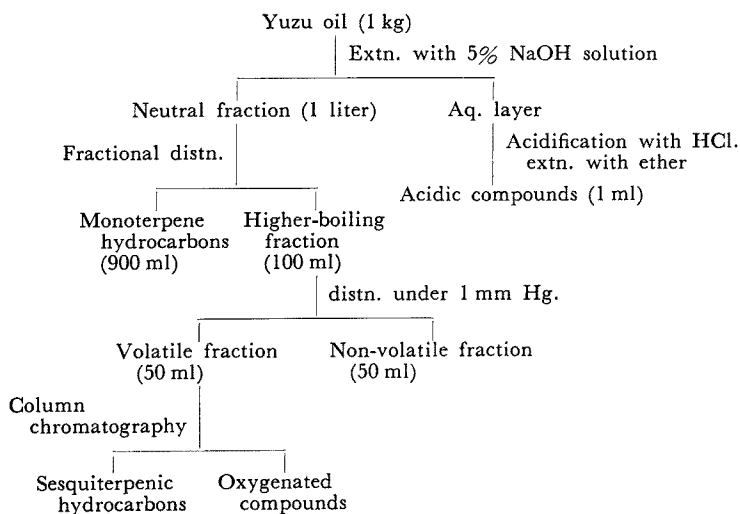 Yuzu oil (1 kg)
Extn. with 5% NaOH solution
Neutral fraction (1 liter)
Aq. layer
Fractional distn.
Acidification with HCl.
extn. with ether
Acidic compounds (1 ml)
Monoterpene
hydrocarbons
(900 ml)
Higher-boiling
fraction
(100 ml)
distn. under 1 mm Hg.
Volatile fraction
(50 ml)
Non-volatile fraction
(50 ml)
Column
chromatography
Sesquiterpenic
hydrocarbons
Oxygenated
compounds